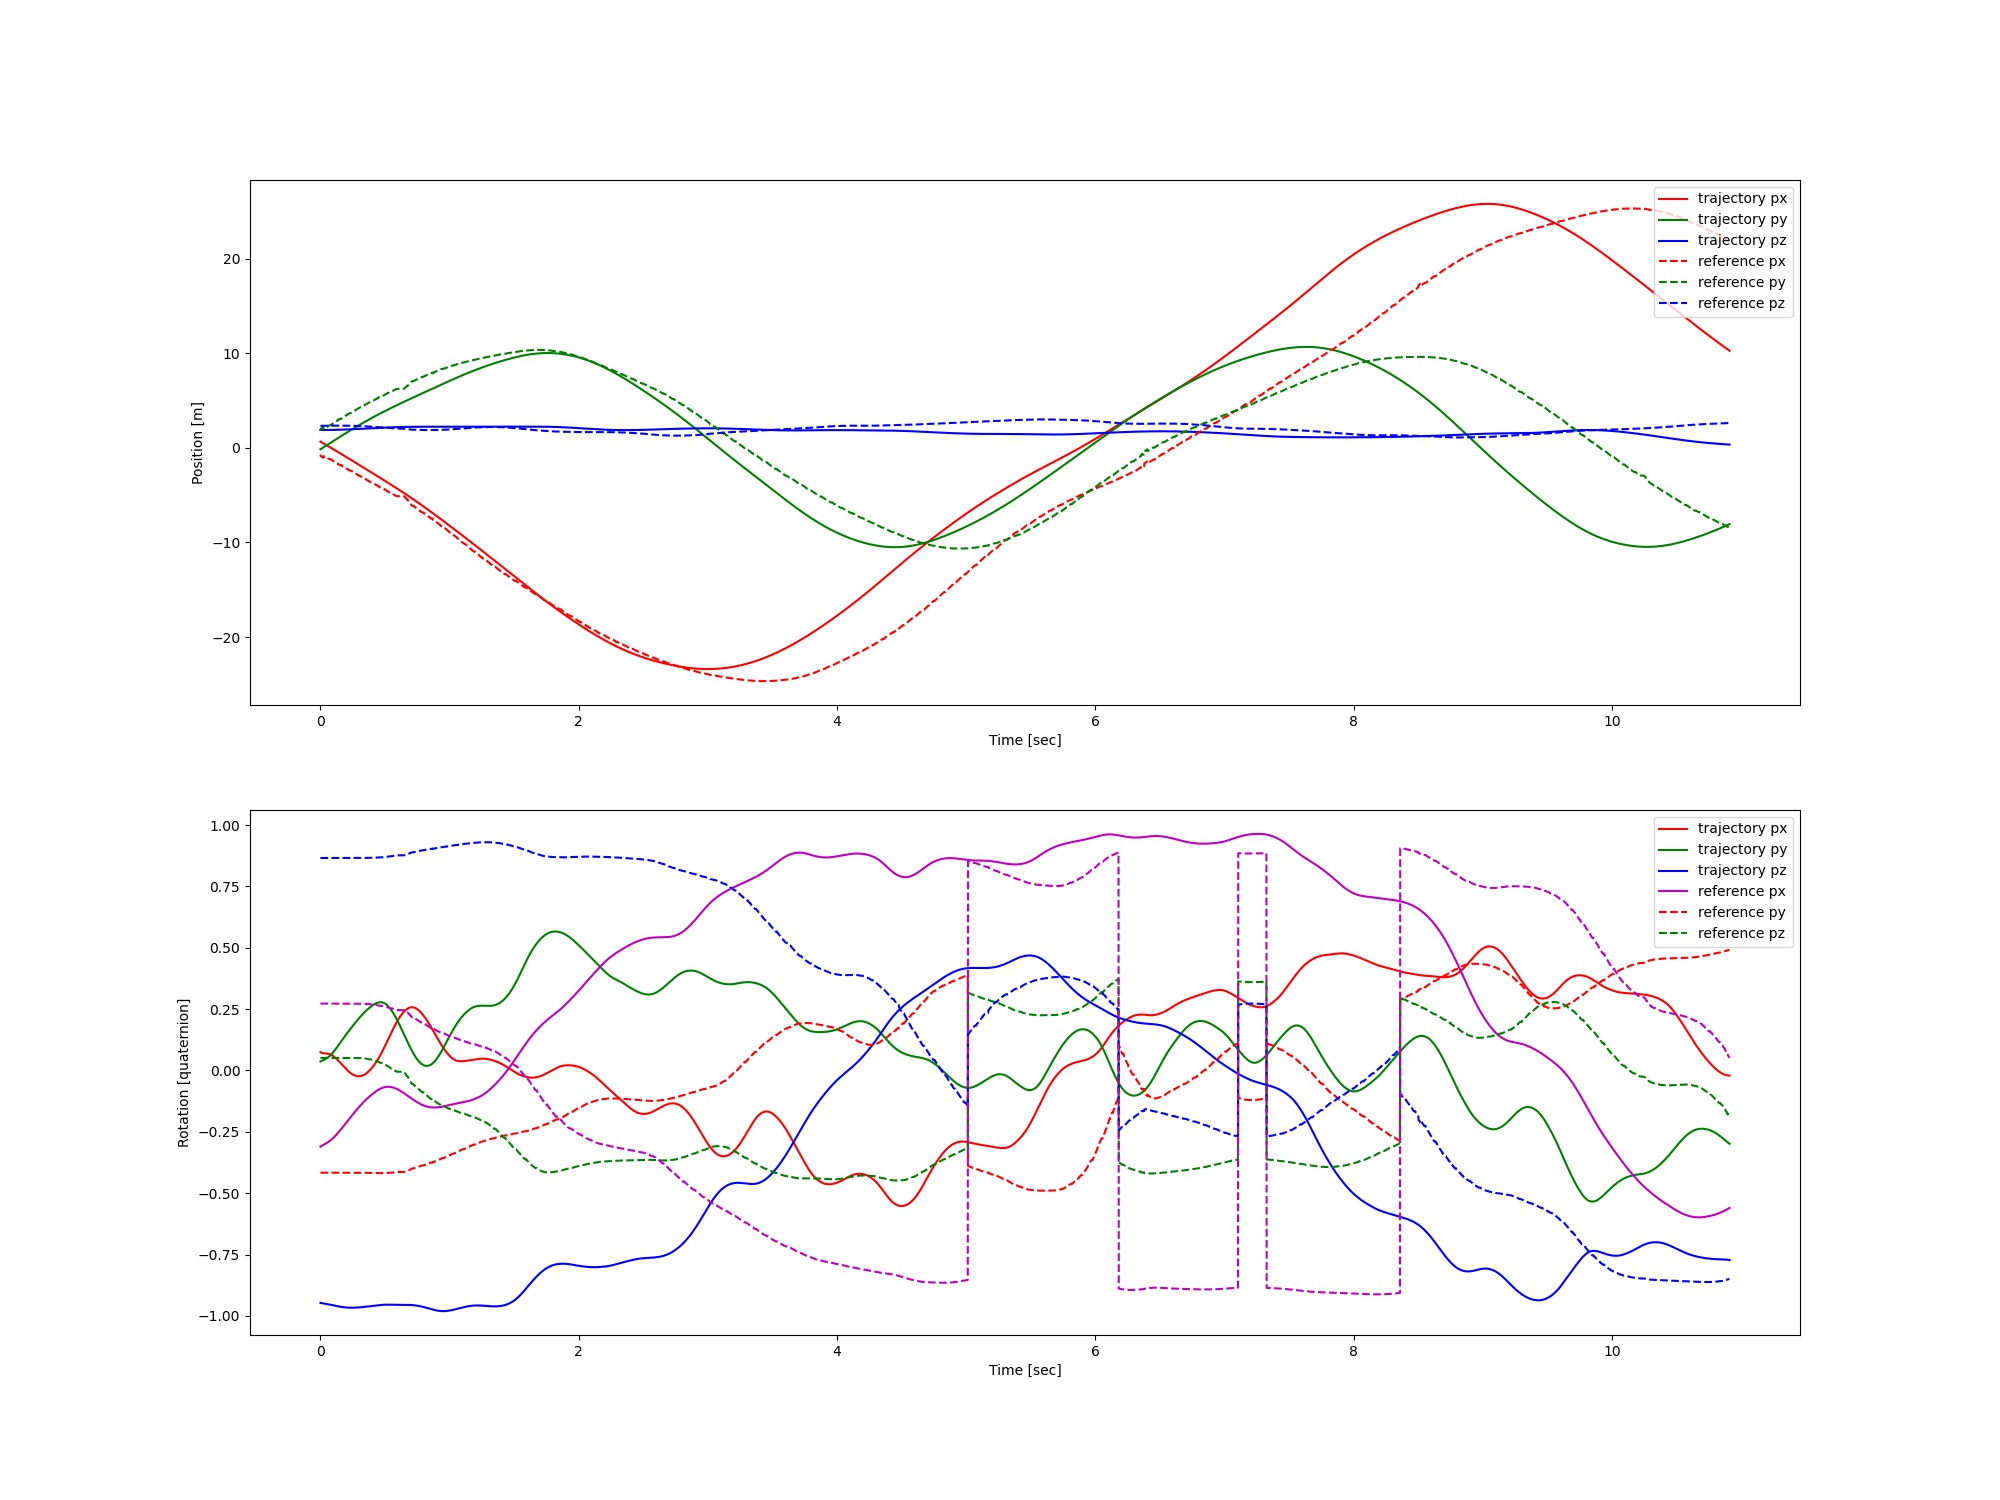 20
10
0
−10
−20
Position [m]
0 2 4 6 8 10
Time [sec]
trajectory px
trajectory py
trajectory pz
reference px
reference py
reference pz
1.00
0.75
0.50
0.25
0.00
−0.25
−0.50
−0.75
−1.00
Rotation [quaternion]
0 2 4 6 8 10
Time [sec]
trajectory px
trajectory py
trajectory pz
reference px
reference py
reference pz